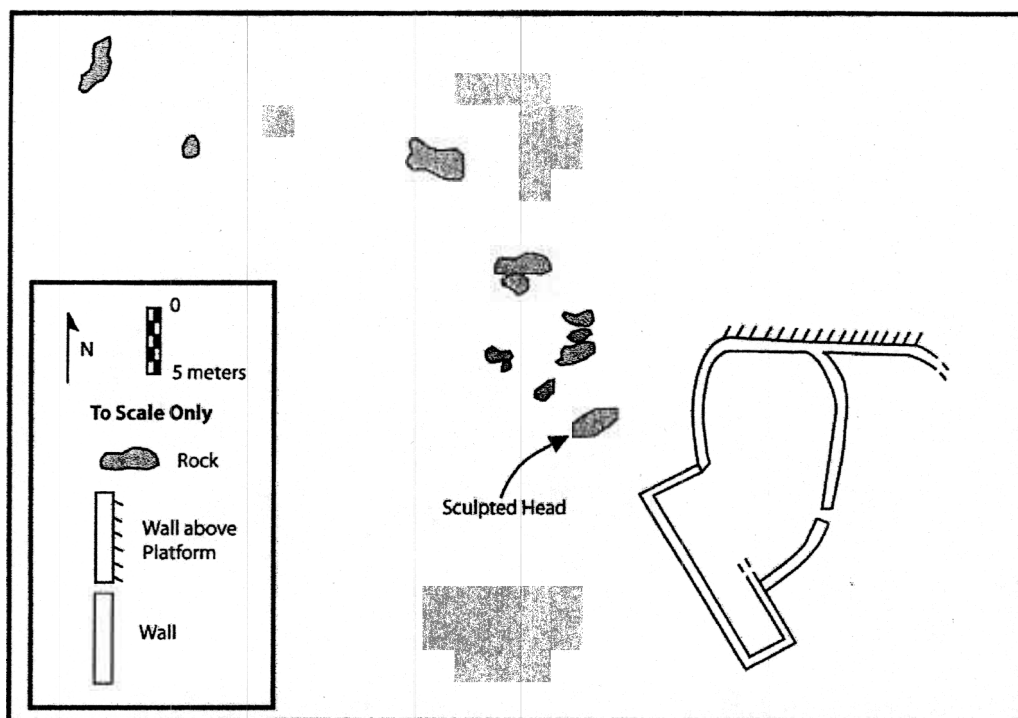 0
N
5 meters
To Scale Only
Rock
Wall above
Platform
Wall
Sculpted Head